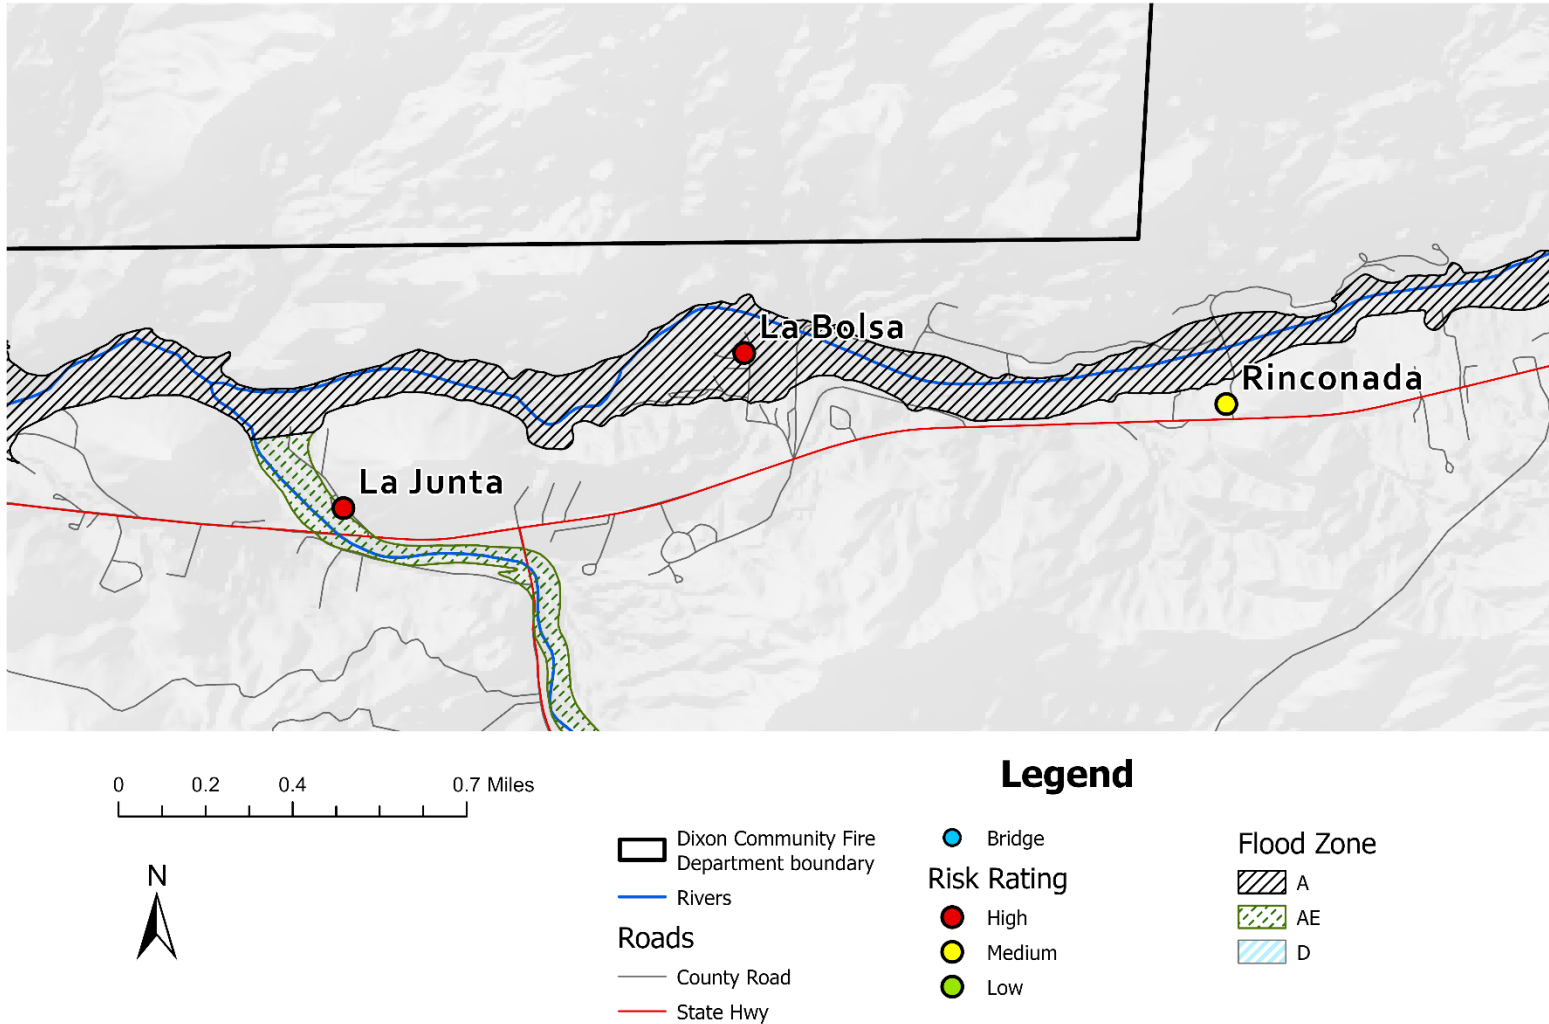 La Bolsa
Rinconada
La Junta
0 0.2 0.4 0.7 Miles
N
Legend
Dixon Community Fire
Department boundary
Rivers
Roads
County Road
State Hwy
Bridge
Risk Rating
High
Medium
Low
Flood Zone
A
AE
D